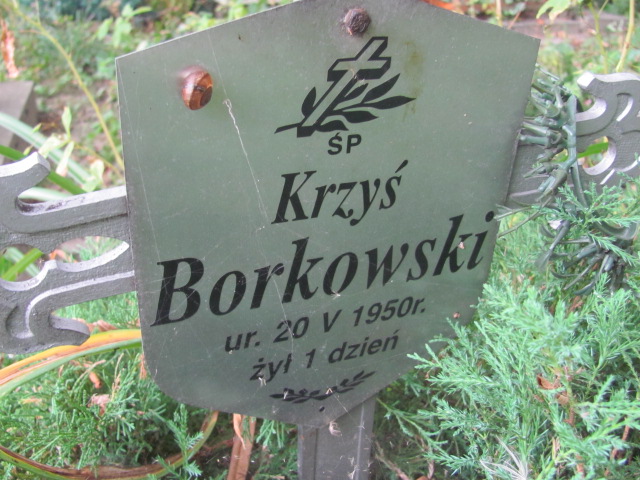 ŚP
Krzyś
Borkowski
ur. 20 V 1950r.
żył 1 dzień